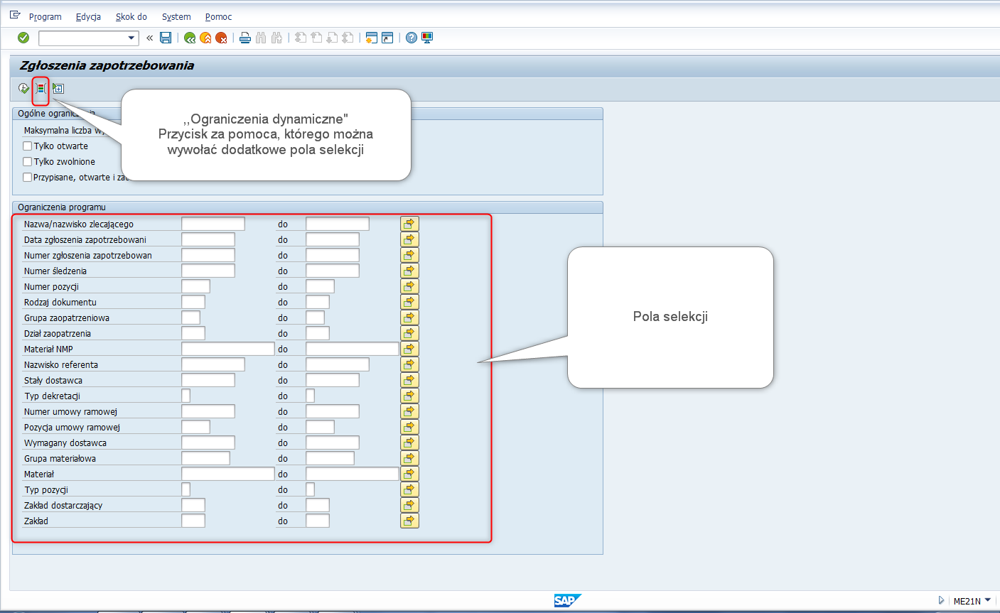 Program Edycja Skok do System Pomoc
Zgłoszenia zapotrzebowania
,,Ograniczenia dynamiczne"
Przycisk za pomoca, którego można
wywołać dodatkowe pola selekcji
Ogólne
Maksymalna liczba
Tylko otwarte
Tylko zwolnione
Przypisane, otwarte i
Ograniczenia programu
Nazwa/nazwisko zlecającego do
Data zgłoszenia zapotrzebowani do
Numer zgłoszenia zapotrzebowan do
Numer śledzenia do
Numer pozycji do
Rodzaj dokumentu do
Grupa zaopatrzeniowa do
Dział zaopatrzenia do
Materiał NMP do
Nazwisko referenta do
Stały dostawca do
Typ dekretacji do
Numer umowy ramowej do
Pozycja umowy ramowej do
Wymagany dostawca do
Grupa materiałowa do
Materiał do
Typ pozycji do
Zakład dostarczający do
Zakład do
Pola selekcji
SAP
ME21N